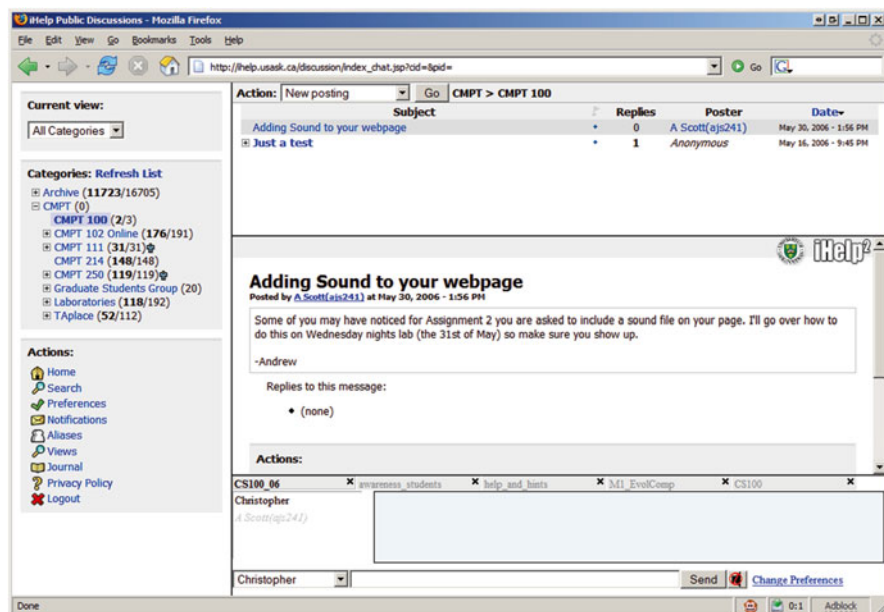 iHelp Public Discussions - Mozilla Firefox
File Edit View Go Bookmarks Tools Help
http://ihelp.usask.ca/discussion/index_chat.jsp?cid=&pid= Go G
Current view:
All Categories
Categories: Refresh List
Archive (11723/16705)
CMPT (0)
CMPT 100 (2/3)
CMPT 102 Online (176/191)
CMPT 111 (31/31)
CMPT 214 (148/148)
CMPT 250 (119/119)
Graduate Students Group (20)
Laboratories (118/192)
TAplace (52/112)
Actions:
Home
Search
Preferences
Notifications
Aliases
Views
Journal
Privacy Policy
Logout
Action: New posting Go CMPT > CMPT 100
Subject Replies Poster Date
Adding Sound to your webpage 0 A Scott(ajs241) May 30, 2006 - 1:56 PM
Just a test 1 Anonymous May 16, 2006 - 9:45 PM
iHelp2
Adding Sound to your webpage
Posted by A Scott(ajs241) at May 30, 2006 - 1:56 PM
Some of you may have noticed for Assignment 2 you are asked to include a sound file on your page. I'll go over how to
do this on Wednesday nights lab (the 31st of May) so make sure you show up.
-Andrew
Replies to this message:
(none)
Actions:
CS100_06 awareness_students help_and_hints M1_EvolComp CS100
Christopher
A Scott(ajs241)
Christopher Send Change Preferences
Done 0:1 Adblock